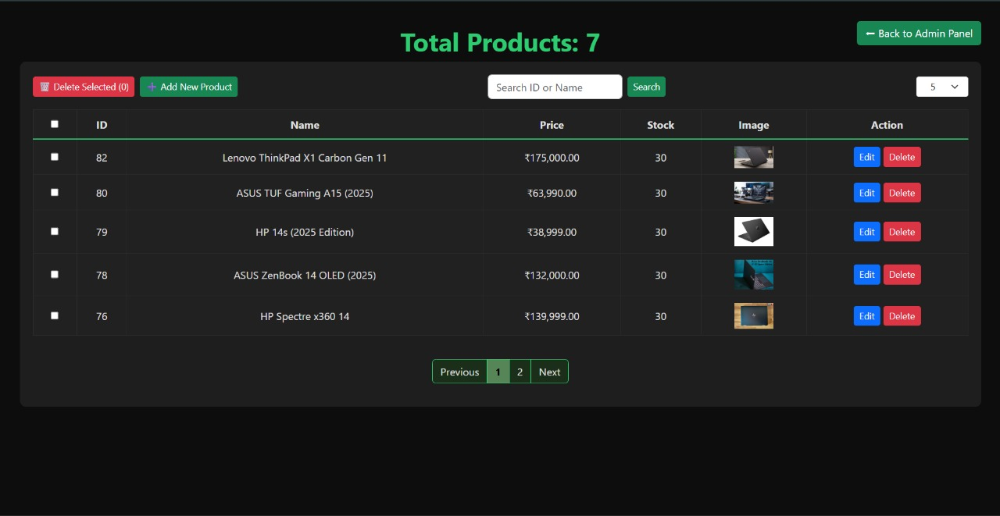 Total Products: 7
← Back to Admin Panel
Delete Selected (0) Add New Product Search ID or Name Search 5
ID Name Price Stock Image Action
82 Lenovo ThinkPad X1 Carbon Gen 11 ₹175,000.00 30 Edit Delete
80 ASUS TUF Gaming A15 (2025) ₹63,990.00 30 Edit Delete
79 HP 14s (2025 Edition) ₹38,999.00 30 Edit Delete
78 ASUS ZenBook 14 OLED (2025) ₹132,000.00 30 Edit Delete
76 HP Spectre x360 14 ₹139,999.00 30 Edit Delete
Previous 1 2 Next